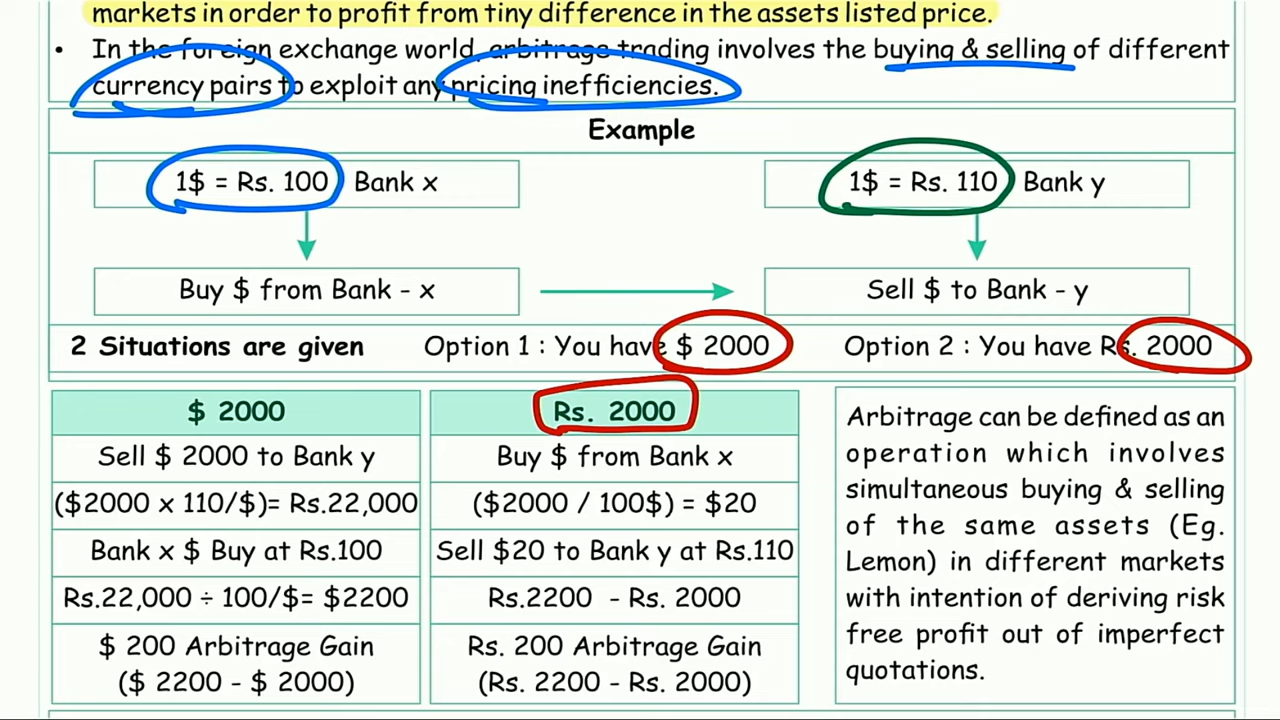 markets in order to profit from tiny difference in the assets listed price.
• In the foreign exchange world, arbitrage trading involves the buying & selling of different
currency pairs to exploit any pricing inefficiencies.
Example
1$ = Rs. 100 Bank x
1$ = Rs. 110 Bank y
Buy $ from Bank - x
Sell $ to Bank - y
2 Situations are given
Option 1 : You have $ 2000
Option 2 : You have Rs. 2000
$ 2000
Sell $ 2000 to Bank y
($2000 x 110/$)= Rs.22,000
Bank x $ Buy at Rs.100
Rs.22,000 ÷ 100/$= $2200
$ 200 Arbitrage Gain
($ 2200 - $ 2000)
Rs. 2000
Buy $ from Bank x
($2000 / 100$) = $20
Sell $20 to Bank y at Rs.110
Rs.2200 - Rs. 2000
Rs. 200 Arbitrage Gain
(Rs. 2200 - Rs. 2000)
Arbitrage can be defined as an
operation which involves
simultaneous buying & selling
of the same assets (Eg.
Lemon) in different markets
with intention of deriving risk
free profit out of imperfect
quotations.